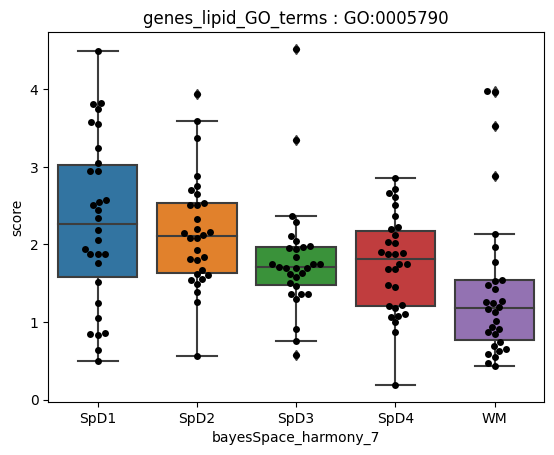 genes_lipid_GO_terms : GO:0005790
score
4
3
2
1
0
SpD1 SpD2 SpD3 SpD4 WM
bayesSpace_harmony_7